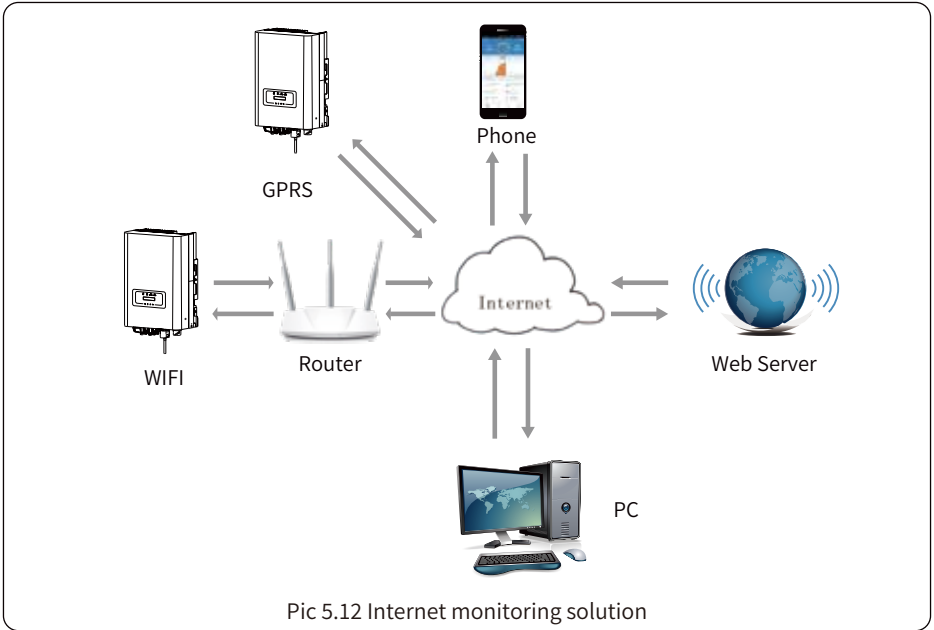 Phone
GPRS
Internet
WIFI
Router
Web Server
PC
Pic 5.12 Internet monitoring solution